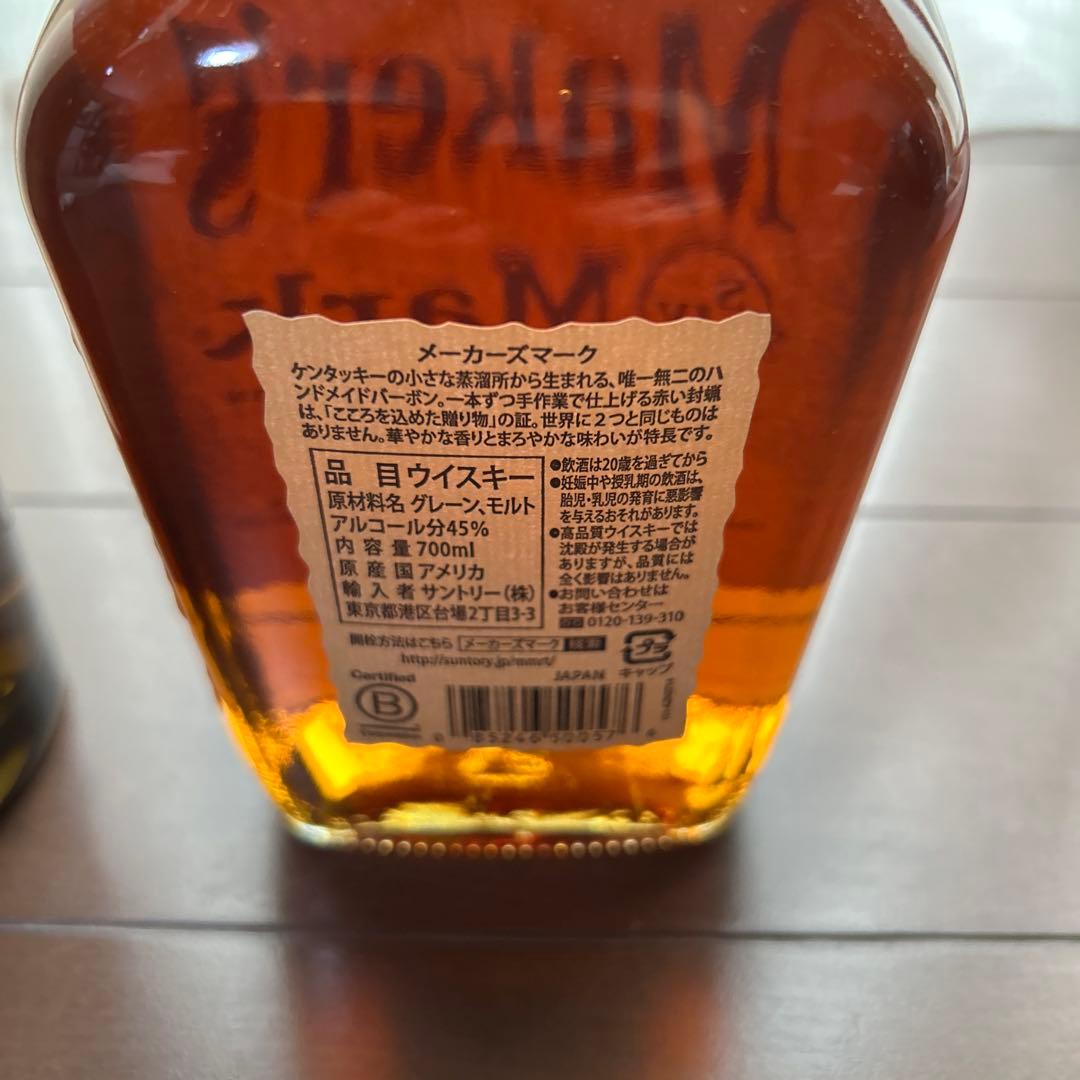 Maker's
Mark
メーカーズマーク
ケンタッキーの小さな蒸溜所から生まれる、唯一無二のハ
ンドメイドバーボン。一本ずつ手作業で仕上げる赤い封蝋
は、「こころを込めた贈り物」の証。世界に2つと同じものは
ありません。華やかな香りとまろやかな味わいが特長です。
品 目 ウイスキー
原材料名 グレーン、モルト
アルコール分45%
内容量 700ml
原産国 アメリカ
輸入者 サントリー(株)
東京都港区台場2丁目3-3
●飲酒は20歳を過ぎてから
●妊娠中や授乳期の飲酒は、
胎児・乳児の発育に悪影響
を与えるおそれがあります。
●高品質ウイスキーでは
沈殿が発生する場合が
ありますが、品質には
全く影響はありません。
●お問い合わせは
お客様センター
0120-139-310
開栓方法はこちら メーカーズマーク 検索
JAPAN
プラ
キャップ
Certified
B